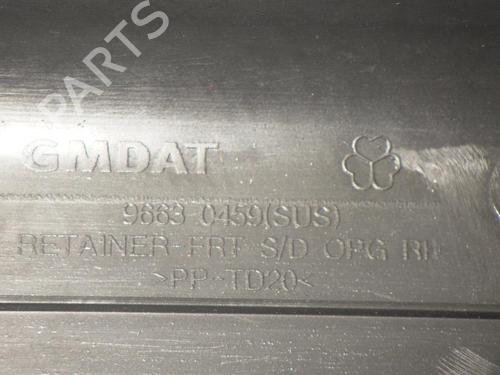 B PARTS
GMDAT
9663 0459(SUS)
RETAINER-FRT S/D OPG RH
>PP-TD20<